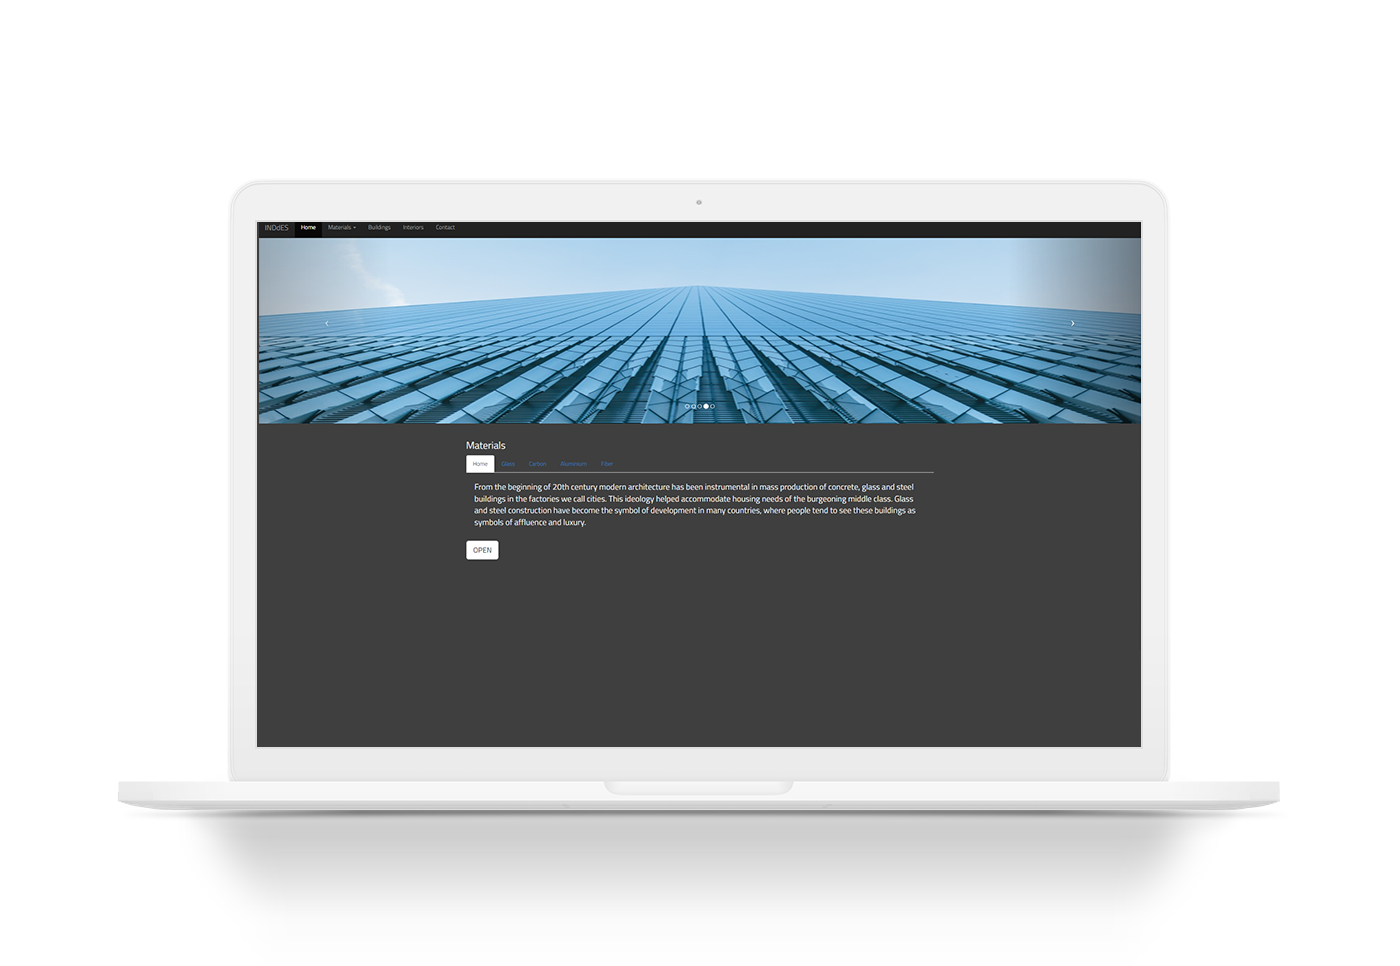 INDdES Home Materials Buildings Interiors Contact
Materials
Home Glass Carbon Aluminium Fiber
From the beginning of 20th century modern architecture has been instrumental in mass production of concrete, glass and steel
buildings in the factories we call cities. This ideology helped accommodate housing needs of the burgeoning middle class. Glass
and steel construction have become the symbol of development in many countries, where people tend to see these buildings as
symbols of affluence and luxury.
OPEN